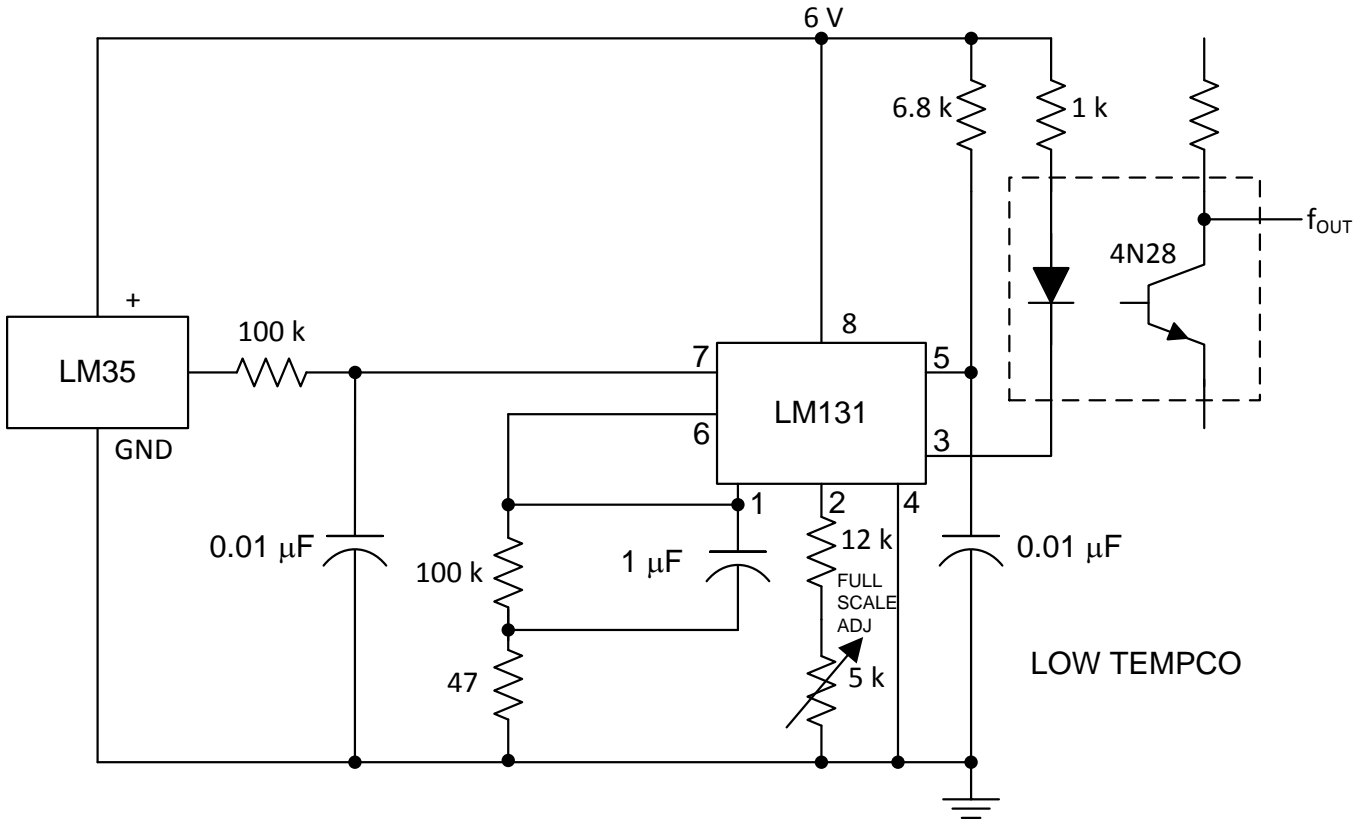 6 V
6.8 k
1 k
fOUT
4N28
+
LM35
GND
100 k
7
8
5
LM131
6
3
1
2
4
0.01 μF
100 k
1 μF
12 k
FULL
SCALE
ADJ
5 k
0.01 μF
47
LOW TEMPCO